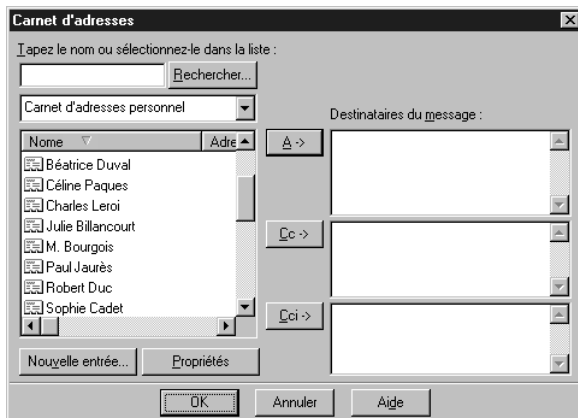 Carnet d'adresses
Tapez le nom ou sélectionnez-le dans la liste :
Rechercher...
Carnet d'adresses personnel
Destinataires du message :
Nome Adre
A ->
Béatrice Duval
Céline Paques
Charles Leroi
Julie Billancourt
M. Bourgois
Paul Jaurès
Robert Duc
Sophie Cadet
Cc ->
Cci ->
Nouvelle entrée... Propriétés
OK Annuler Aide